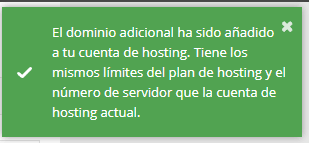 El dominio adicional ha sido añadido
a tu cuenta de hosting. Tiene los
mismos límites del plan de hosting y el
número de servidor que la cuenta de
hosting actual.